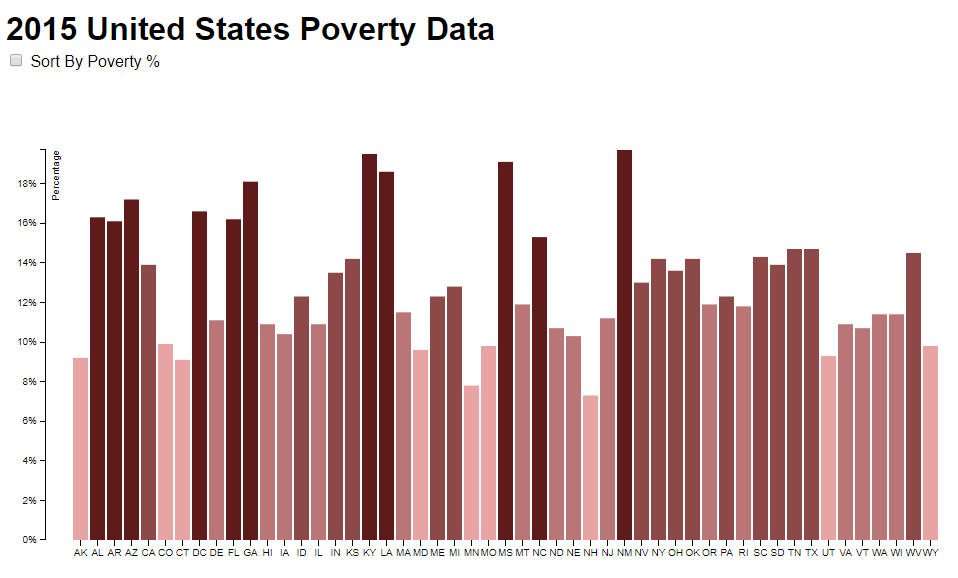 2015 United States Poverty Data
Sort By Poverty %
Percentage
18%
16%
14%
12%
10%
8%
6%
4%
2%
0%
AK AL AR AZ CA CO CT DC DE FL GA HI IA ID IL IN KS KY LA MA MD ME MI MN MO MS MT NC ND NE NH NJ NM NV NY OH OK OR PA RI SC SD TN TX UT VA VT WA WI WV WY